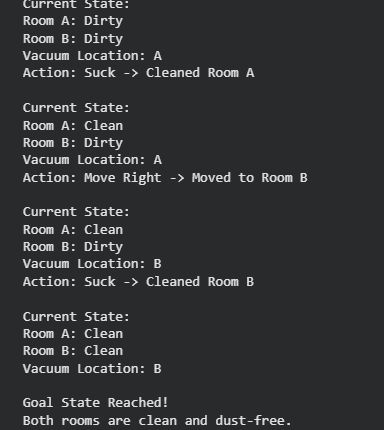 Current State:
Room A: Dirty
Room B: Dirty
Vacuum Location: A
Action: Suck -> Cleaned Room A

Current State:
Room A: Clean
Room B: Dirty
Vacuum Location: A
Action: Move Right -> Moved to Room B

Current State:
Room A: Clean
Room B: Dirty
Vacuum Location: B
Action: Suck -> Cleaned Room B

Current State:
Room A: Clean
Room B: Clean
Vacuum Location: B

Goal State Reached!
Both rooms are clean and dust-free.